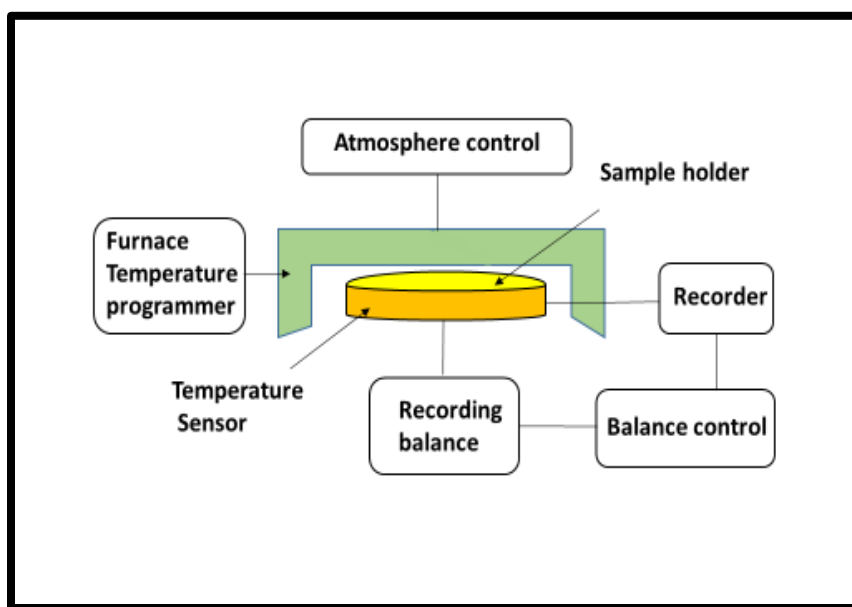 Atmosphere control
Sample holder
Furnace
Temperature
programmer
Recorder
Temperature
Sensor
Recording
balance
Balance control